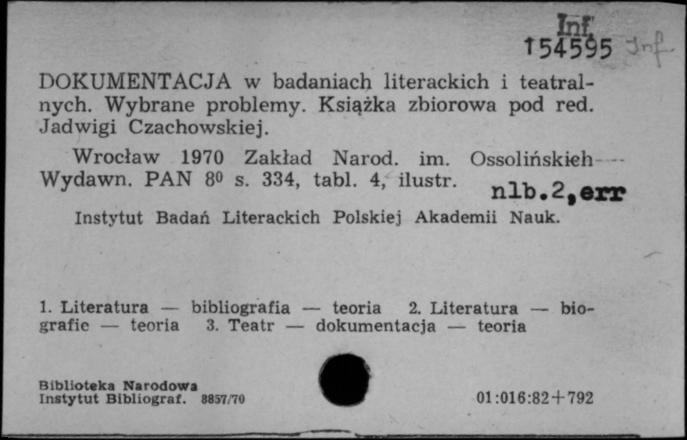 Inf.
154595 Inf.
DOKUMENTACJA w badaniach literackich i teatral-
nych. Wybrane problemy. Książka zbiorowa pod red.
Jadwigi Czachowskiej.
Wrocław 1970 Zakład Narod. im. Ossolińskich
Wydawn. PAN 8⁰ s. 334, tabl. 4, ilustr.
nlb.2,err
Instytut Badań Literackich Polskiej Akademii Nauk.
1. Literatura — bibliografia — teoria 2. Literatura — bio-
grafie — teoria 3. Teatr — dokumentacja — teoria
Biblioteka Narodowa
Instytut Bibliograf. 8857/70
01:016:82+792